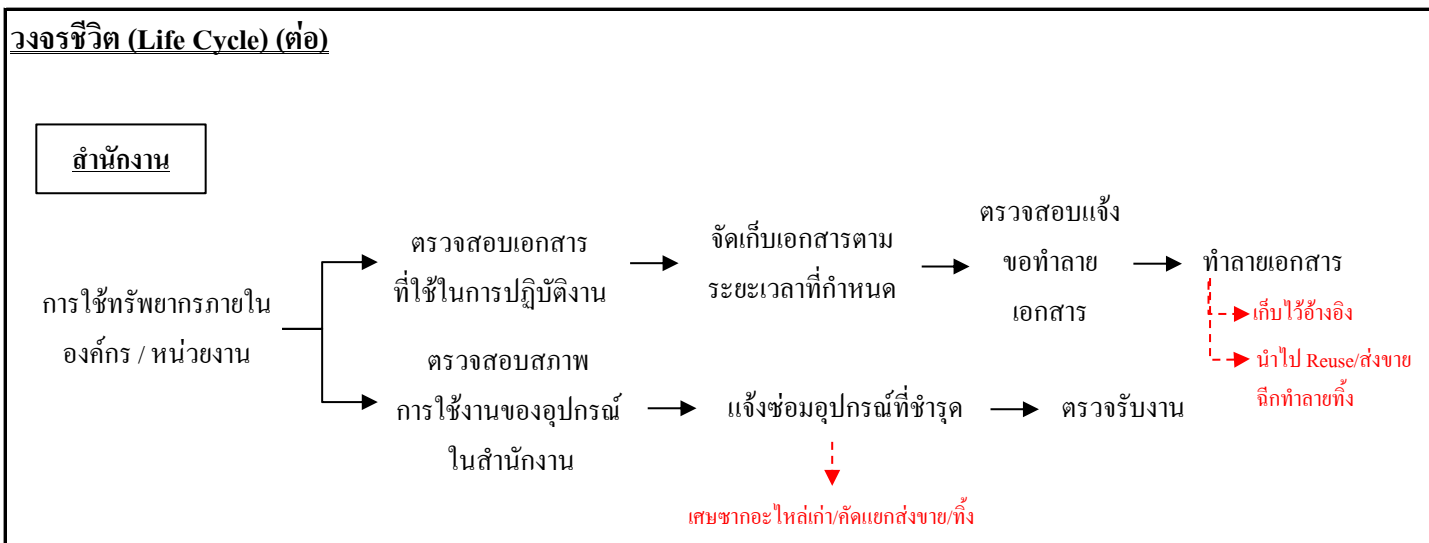 วงจรชีวิต (Life Cycle) (ต่อ)
สำนักงาน
การใช้ทรัพยากรภายใน
องค์กร / หน่วยงาน
ตรวจสอบเอกสาร
ที่ใช้ในการปฏิบัติงาน
จัดเก็บเอกสารตาม
ระยะเวลาที่กำหนด
ตรวจสอบแจ้ง
ขอทำลาย
เอกสาร
ทำลายเอกสาร
เก็บไว้อ้างอิง
นำไป Reuse/ส่งขาย
ฉีกทำลายทิ้ง
ตรวจสอบสภาพ
การใช้งานของอุปกรณ์
ในสำนักงาน
แจ้งซ่อมอุปกรณ์ที่ชำรุด
ตรวจรับงาน
เศษซากอะไหล่เก่า/คัดแยกส่งขาย/ทิ้ง